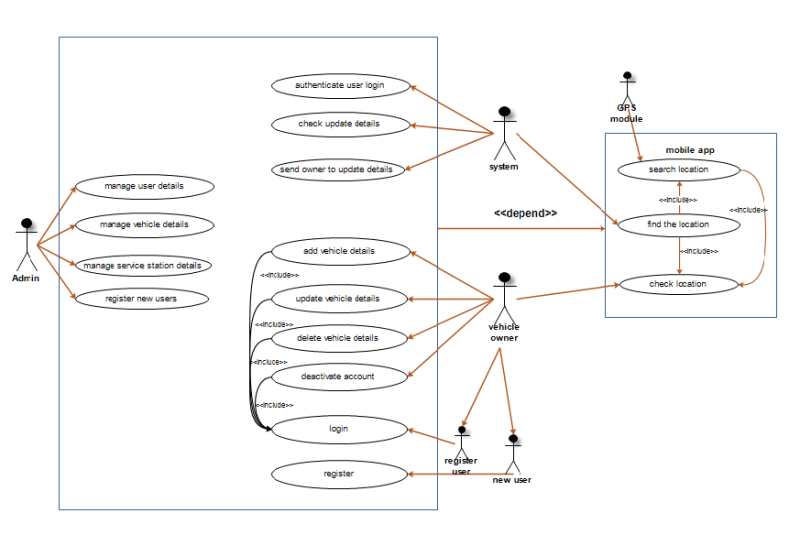 authenticate user login
check update details
send owner to update details
system
GPS
module
mobile app
search location
<<include>>
<<include>>
find the location
<<include>>
check location
<<depend>>
manage user details
manage vehicle details
manage service station details
register new users
Admin
add vehicle details
<<include>>
update vehicle details
<<include>>
delete vehicle details
<<include>>
deactivate account
<<include>>
login
register
vehicle
owner
register
user
new user